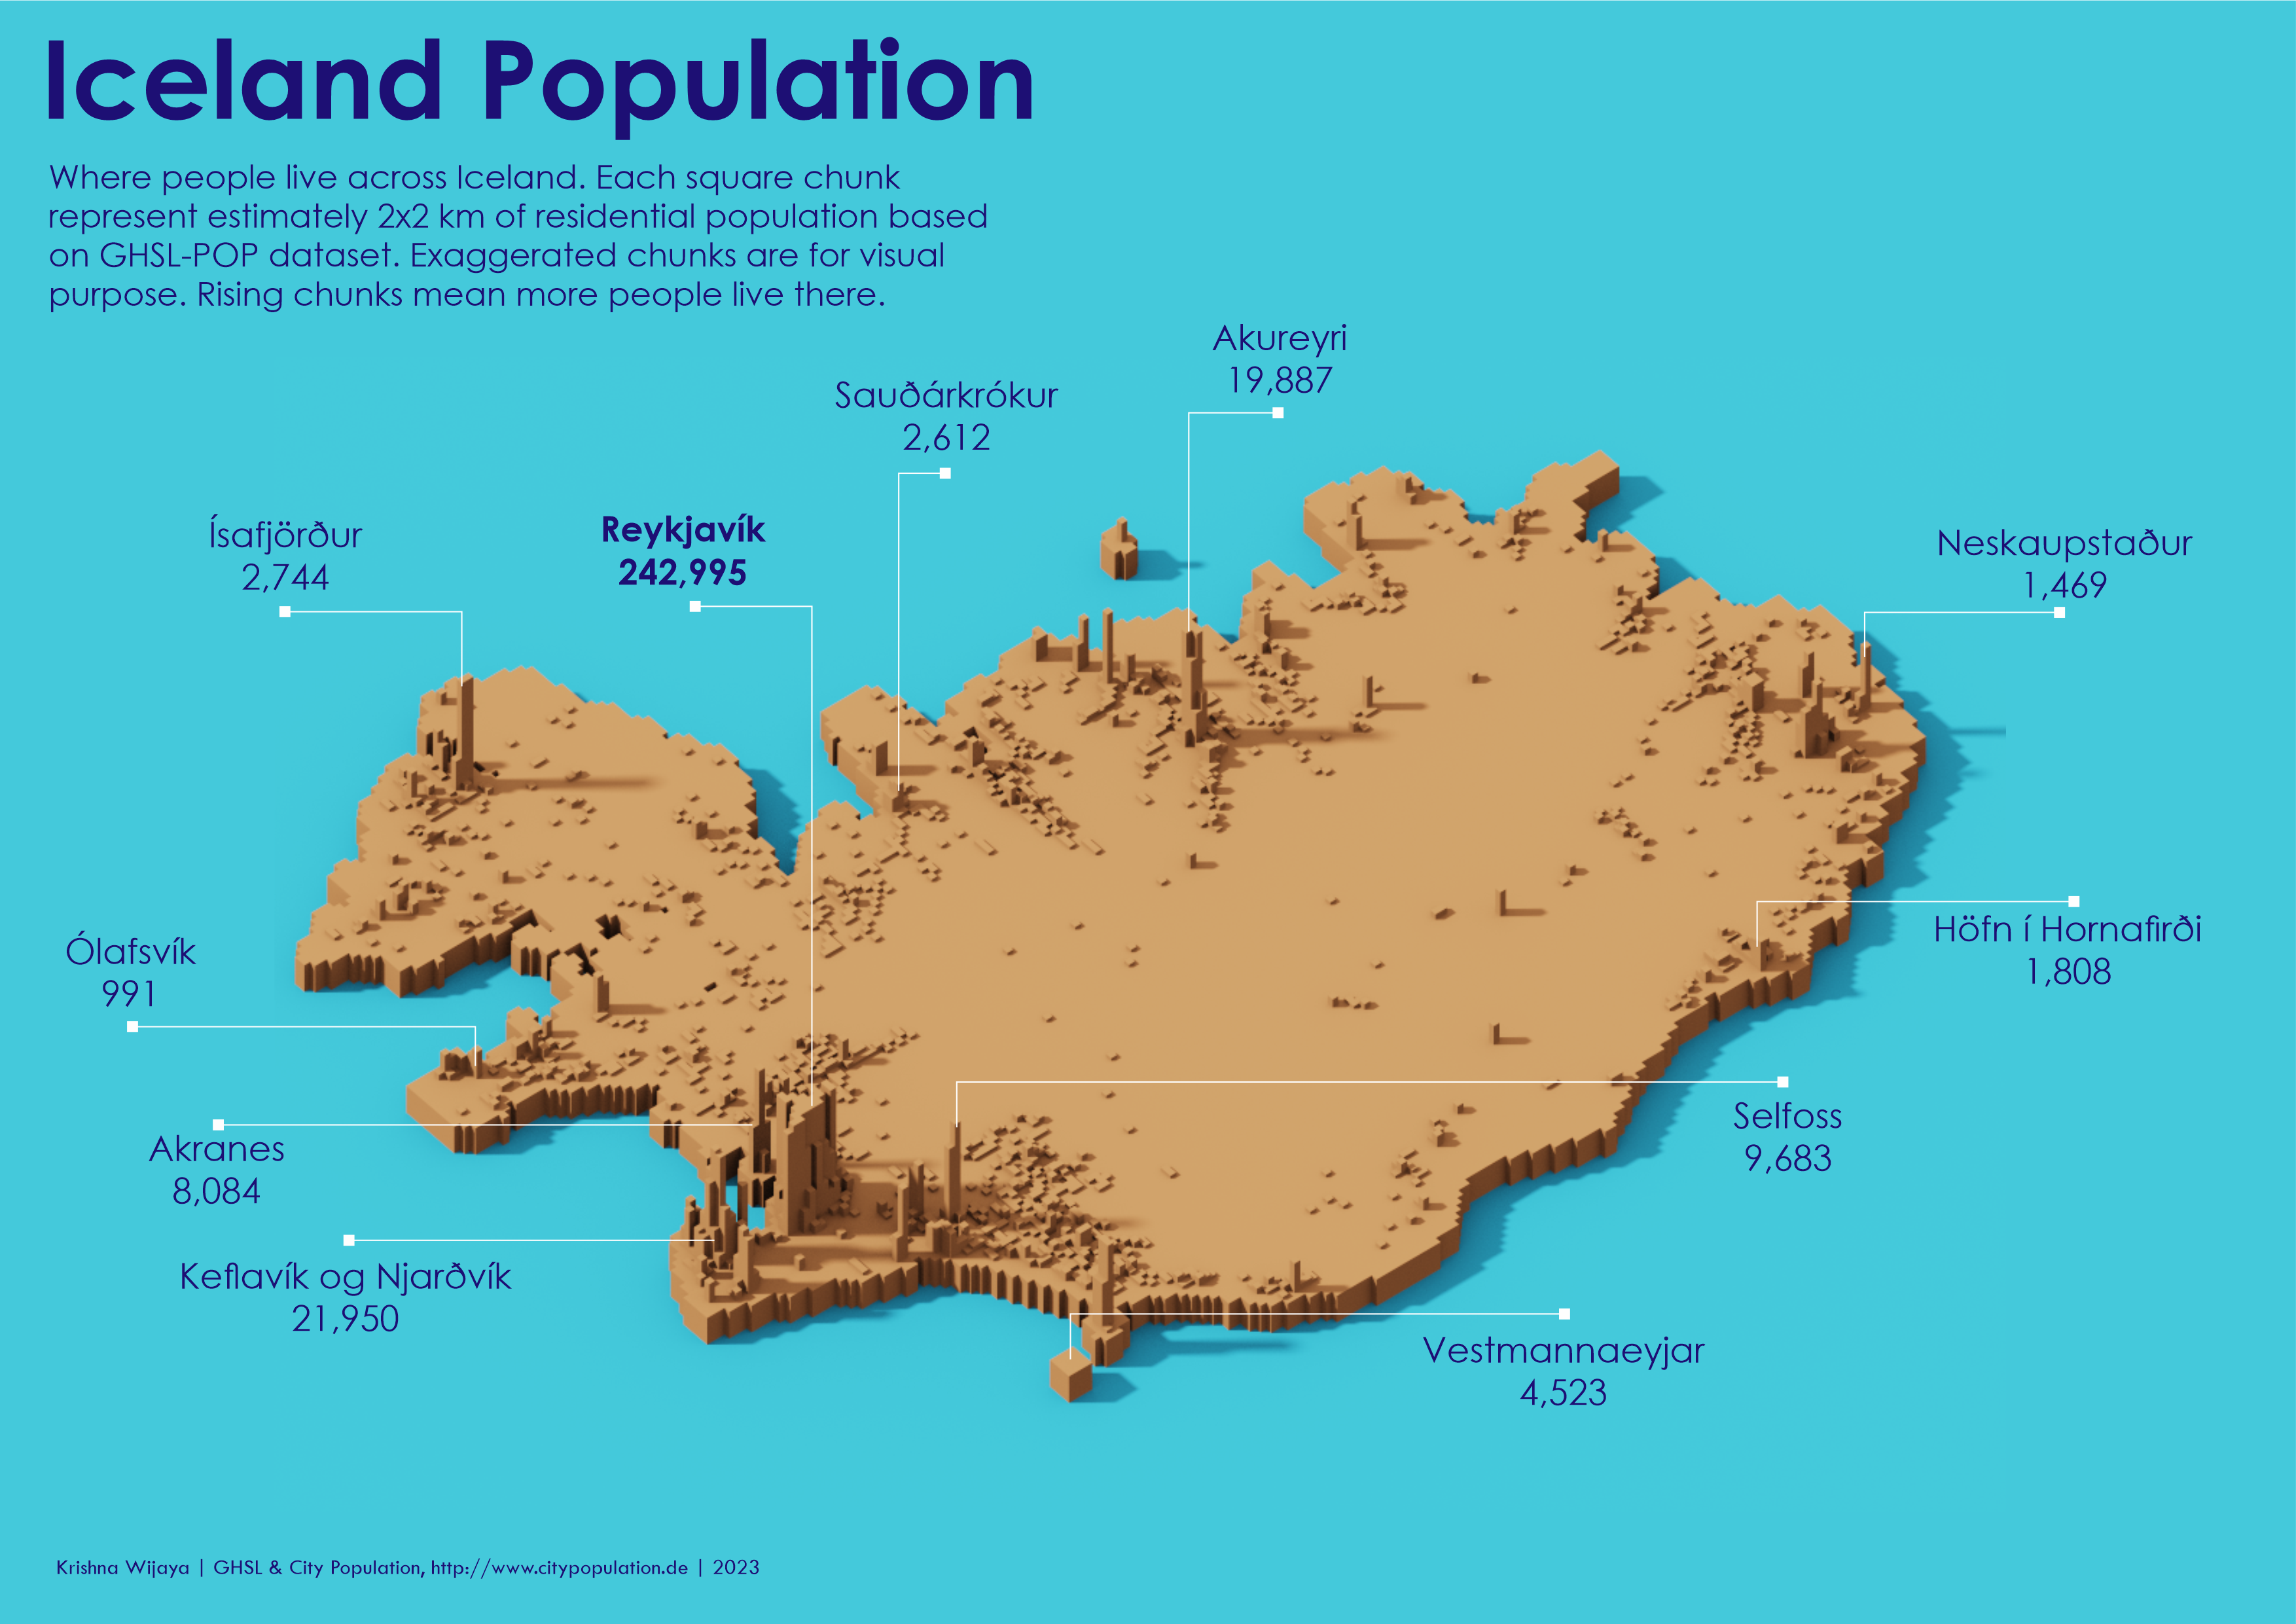 Iceland Population
Where people live across Iceland. Each square chunk
represent estimately 2x2 km of residential population based
on GHSL-POP dataset. Exaggerated chunks are for visual
purpose. Rising chunks mean more people live there.
Akureyri
19,887
Sauðárkrókur
2,612
Reykjavík
242,995
Ísafjörður
2,744
Neskaupstaður
1,469
Höfn í Hornafirði
1,808
Ólafsvík
991
Selfoss
9,683
Akranes
8,084
Keflavík og Njarðvík
21,950
Vestmannaeyjar
4,523
Krishna Wijaya | GHSL & City Population, http://www.citypopulation.de | 2023